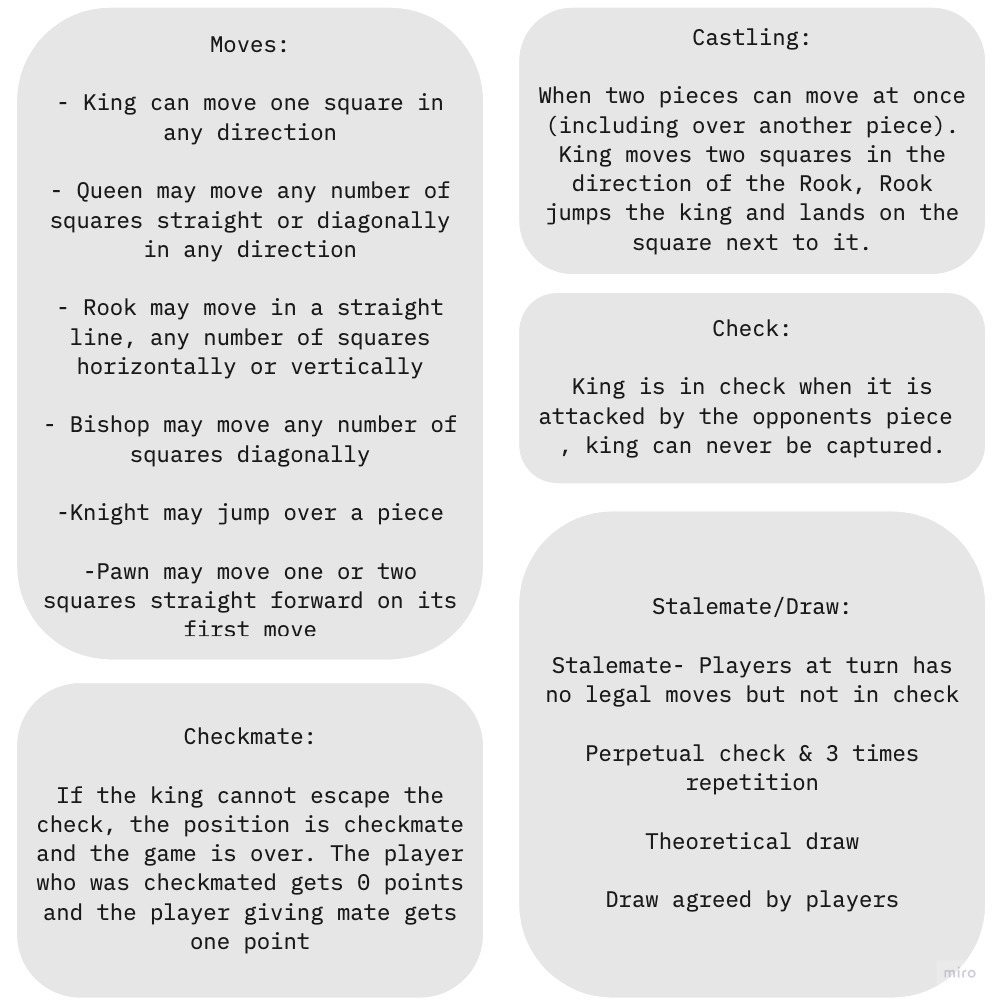 Moves:
- King can move one square in
any direction
- Queen may move any number of
squares straight or diagonally
in any direction
- Rook may move in a straight
line, any number of squares
horizontally or vertically
- Bishop may move any number of
squares diagonally
-Knight may jump over a piece
-Pawn may move one or two
squares straight forward on its
first move
Checkmate:
If the king cannot escape the
check, the position is checkmate
and the game is over. The player
who was checkmated gets 0 points
and the player giving mate gets
one point
Castling:
When two pieces can move at once
(including over another piece).
King moves two squares in the
direction of the Rook, Rook
jumps the king and lands on the
square next to it.
Check:
King is in check when it is
attacked by the opponents piece
, king can never be captured.
Stalemate/Draw:
Stalemate- Players at turn has
no legal moves but not in check
Perpetual check & 3 times
repetition
Theoretical draw
Draw agreed by players
miro